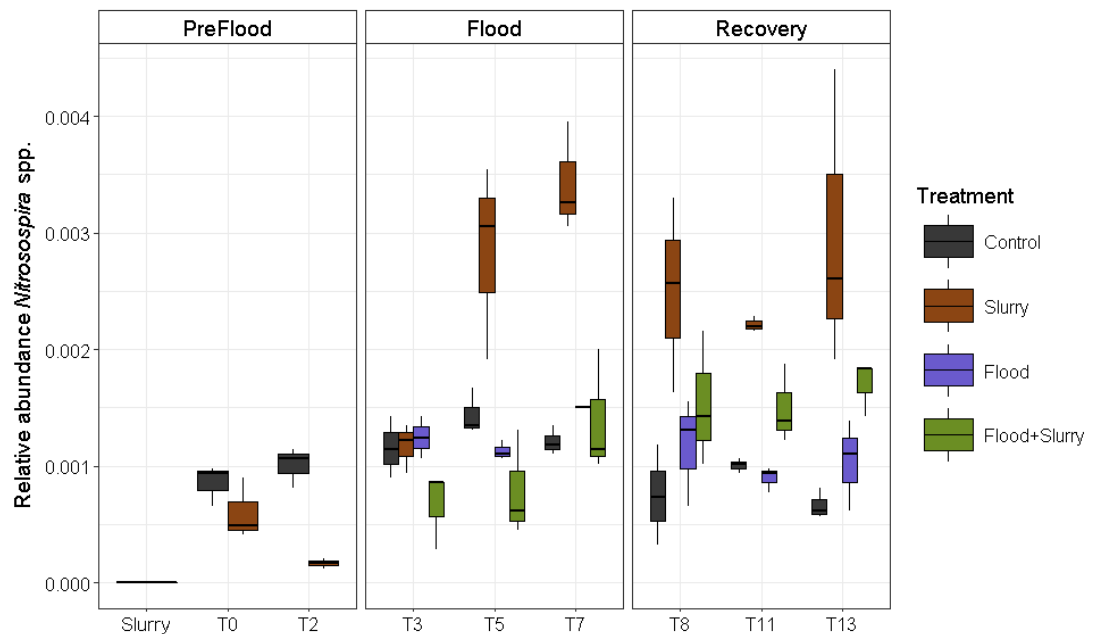 PreFlood Flood Recovery
Relative abundance Nitrosospira spp.
0.004
0.003
0.002
0.001
0.000
Slurry T0 T2 T3 T5 T7 T8 T11 T13
Treatment
Control
Slurry
Flood
Flood+Slurry